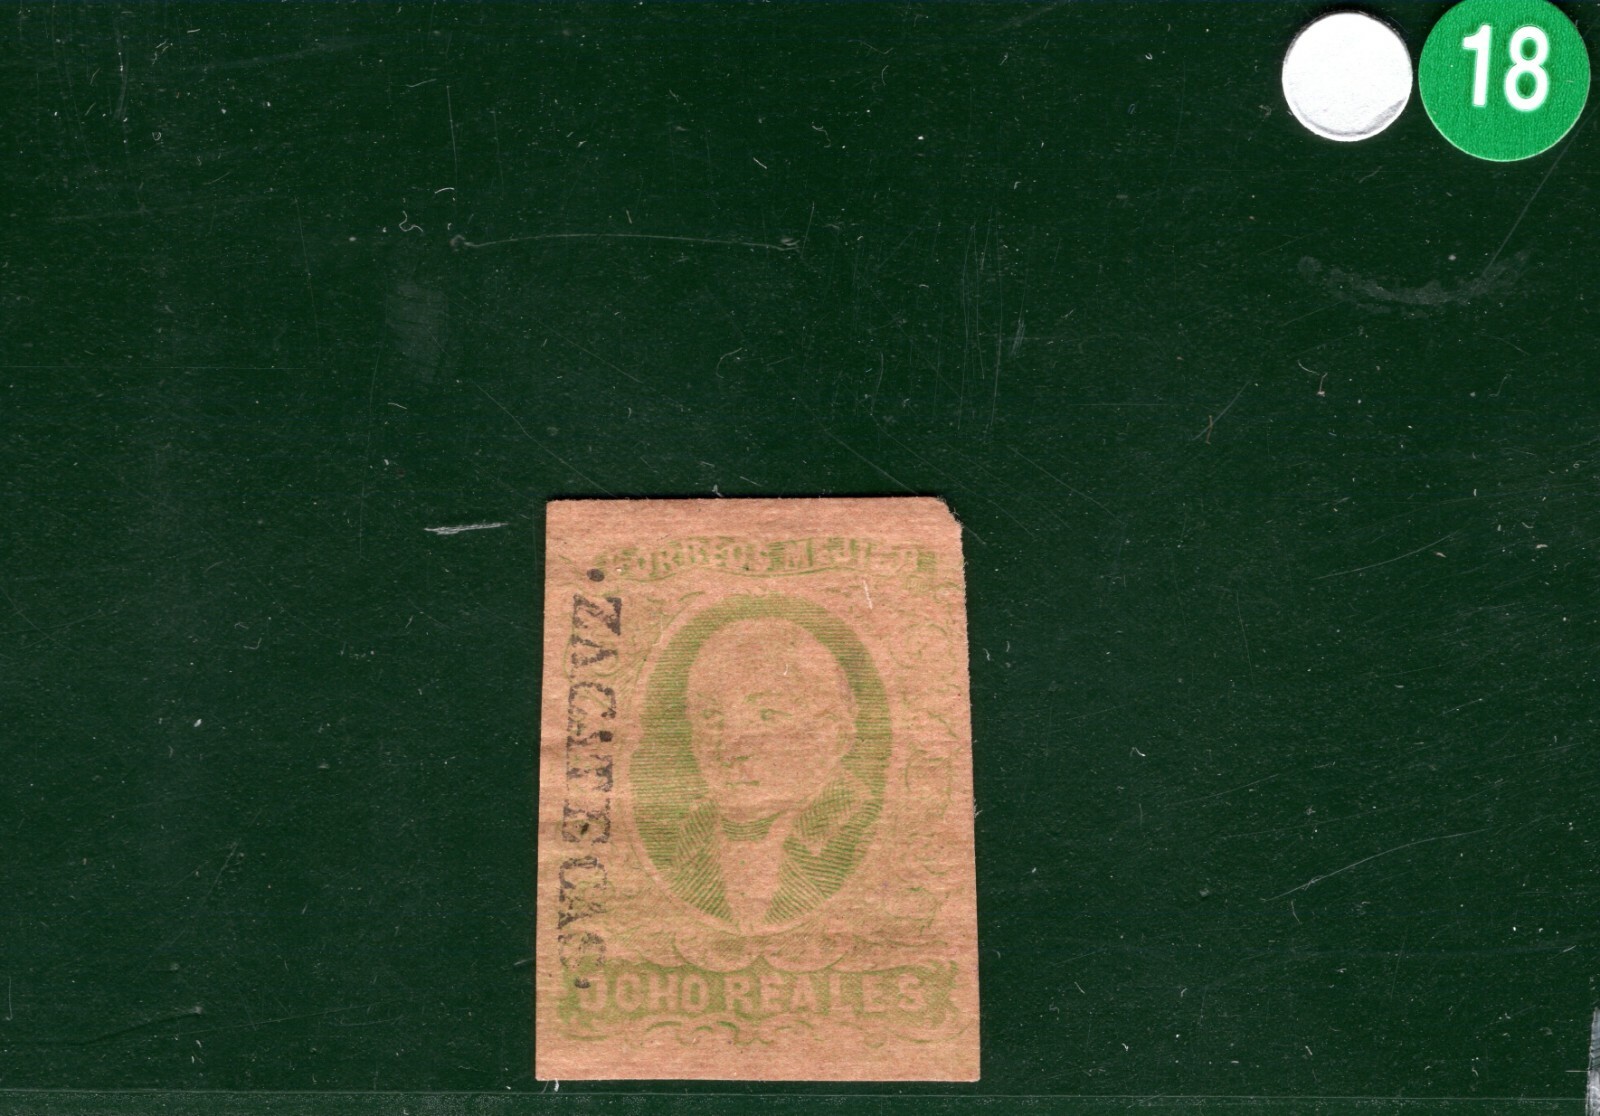 18
CORREOS MEJICO
ZACATECAS.
OCHO REALES